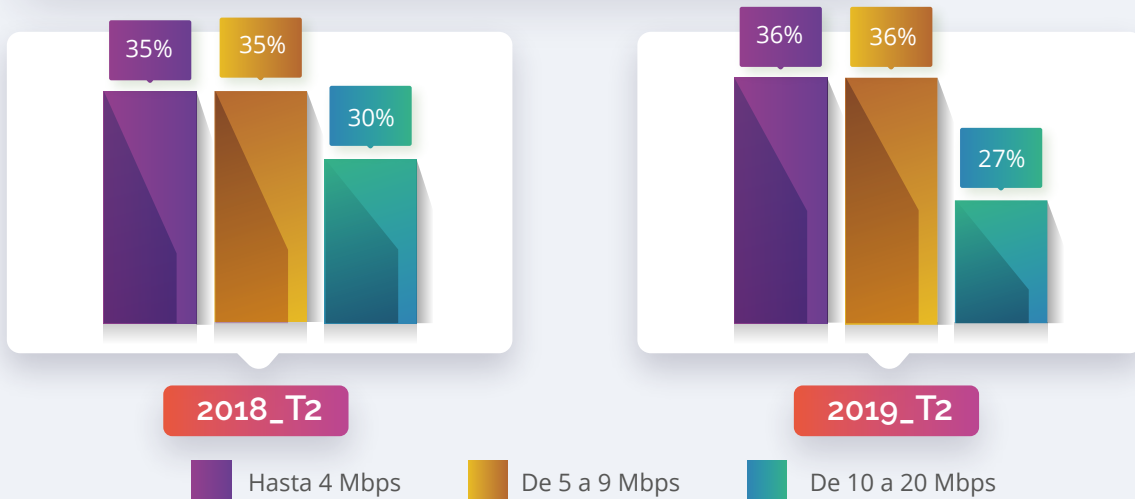 35%
35%
30%
36%
36%
27%
2018_T2
2019_T2
Hasta 4 Mbps
De 5 a 9 Mbps
De 10 a 20 Mbps